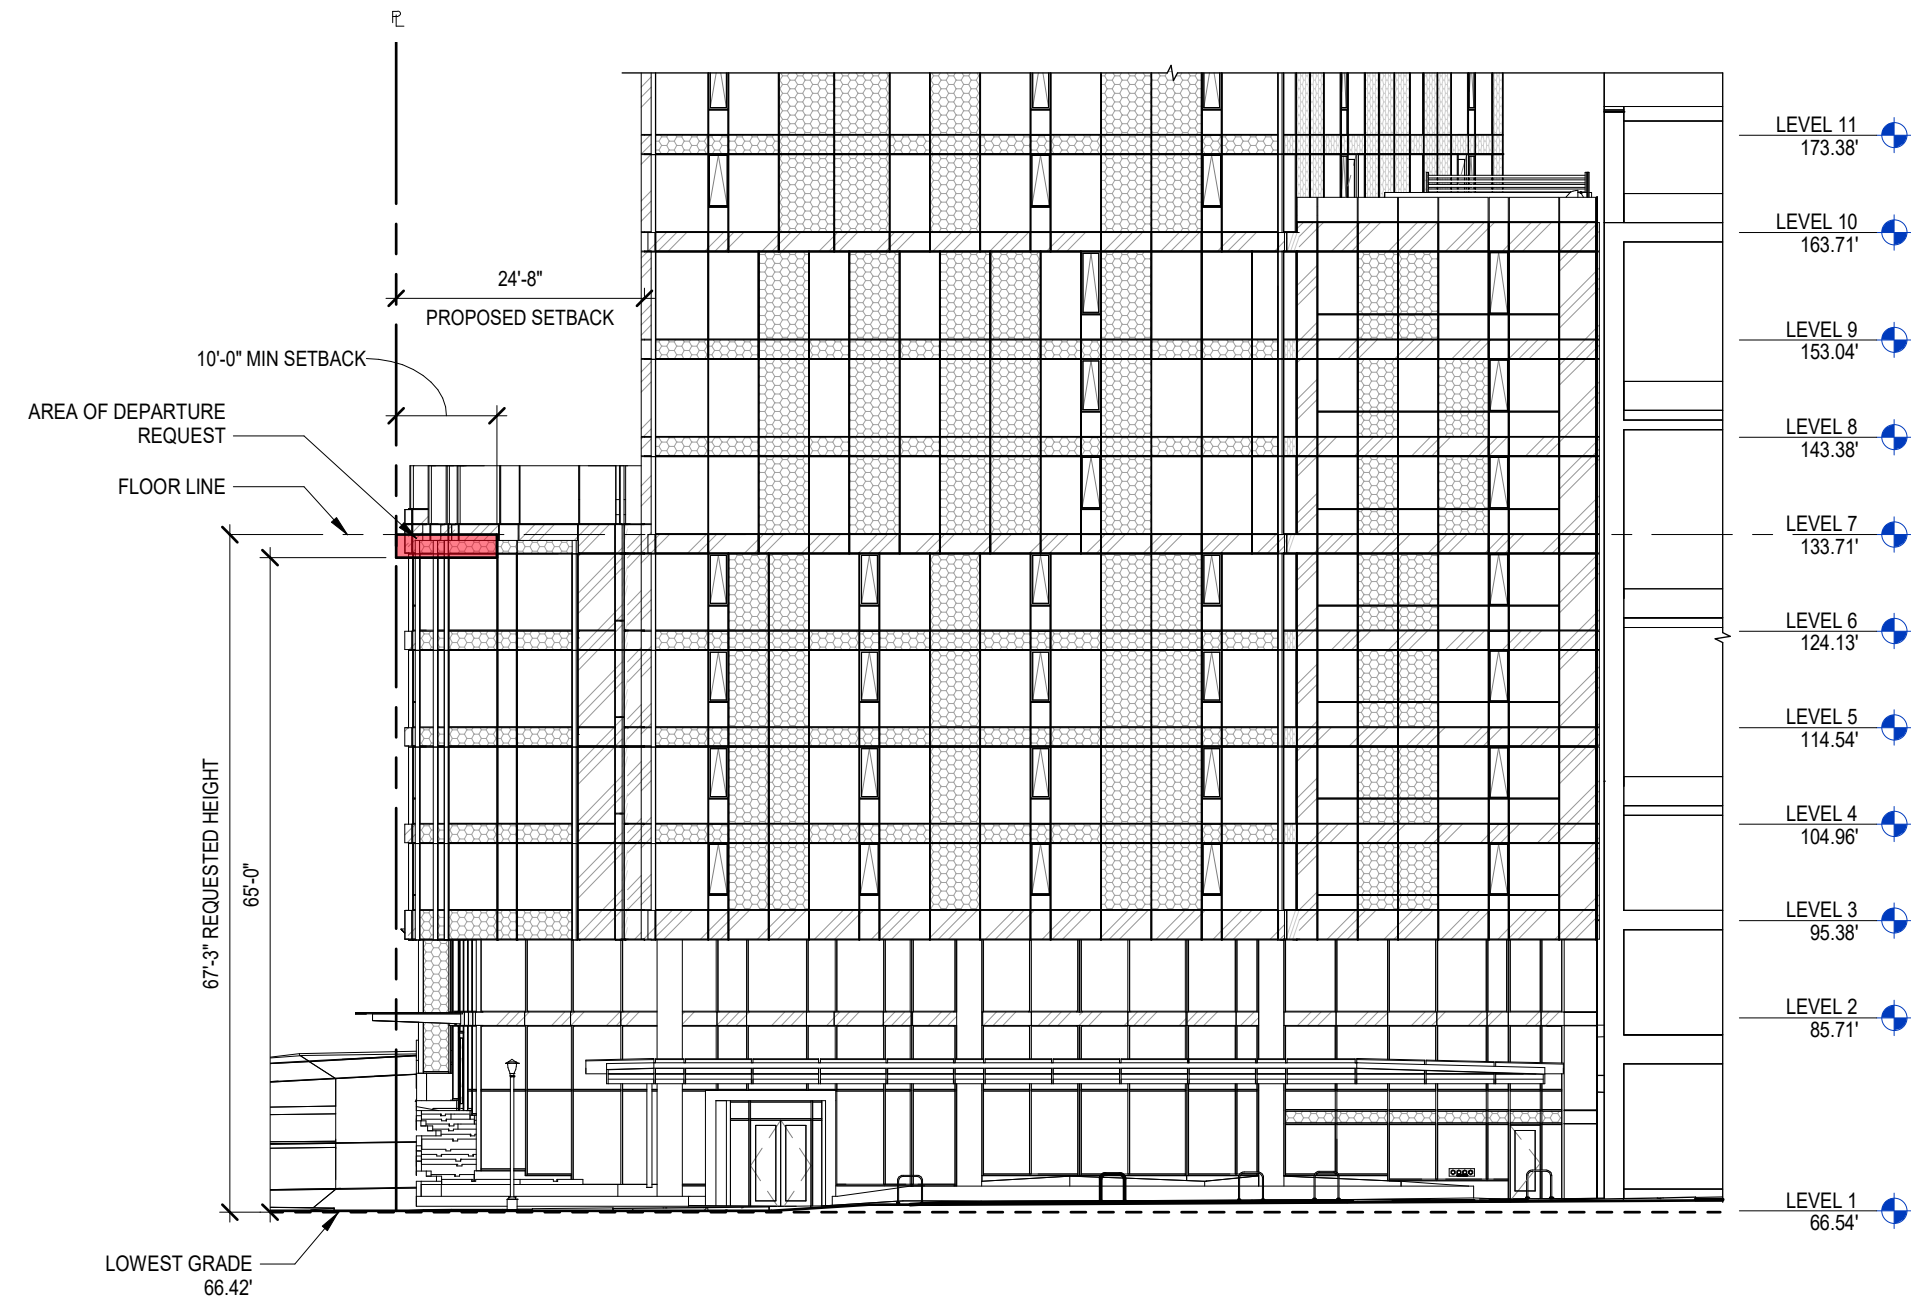 PL
24'-8"
PROPOSED SETBACK
10'-0" MIN SETBACK
AREA OF DEPARTURE
REQUEST
FLOOR LINE
67'-3" REQUESTED HEIGHT
65'-0"
LOWEST GRADE
66.42'
LEVEL 11
173.38'
LEVEL 10
163.71'
LEVEL 9
153.04'
LEVEL 8
143.38'
LEVEL 7
133.71'
LEVEL 6
124.13'
LEVEL 5
114.54'
LEVEL 4
104.96'
LEVEL 3
95.38'
LEVEL 2
85.71'
LEVEL 1
66.54'